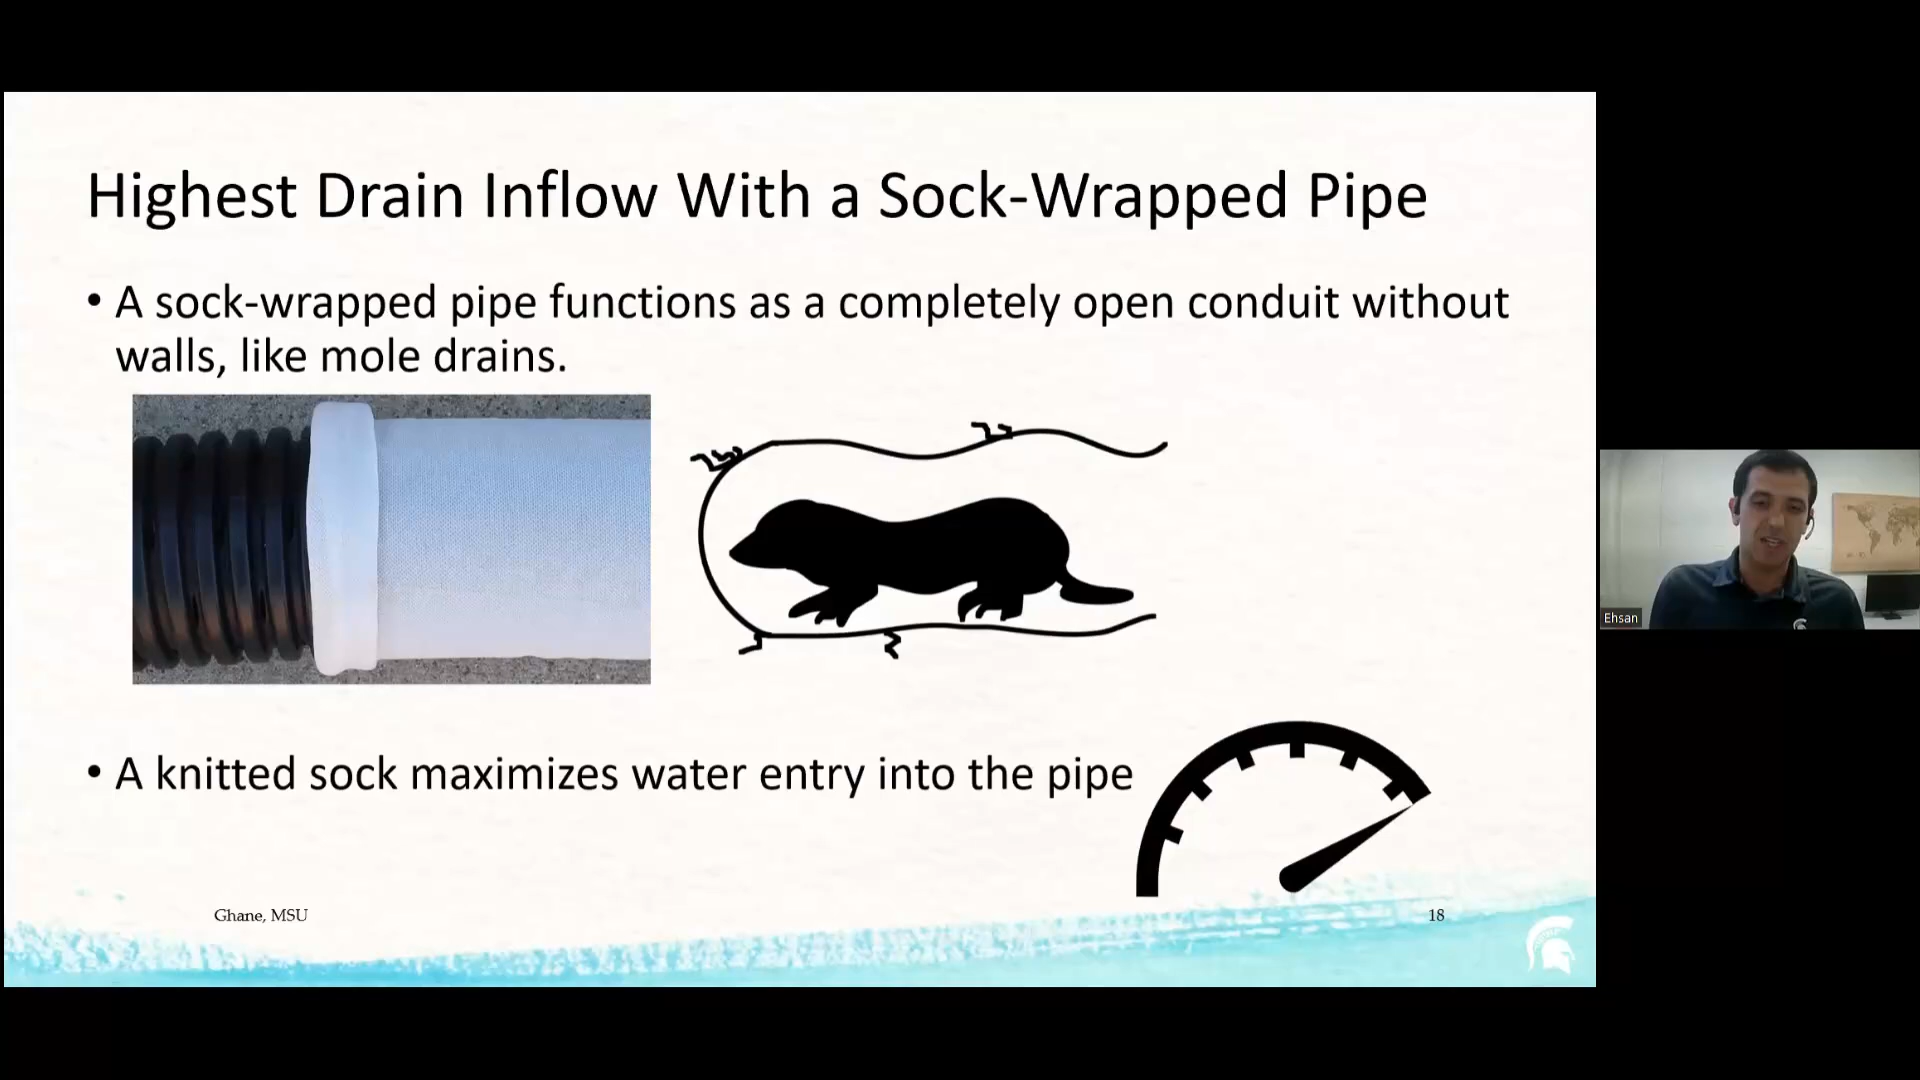 Highest Drain Inflow With a Sock-Wrapped Pipe
• A sock-wrapped pipe functions as a completely open conduit without
walls, like mole drains.
• A knitted sock maximizes water entry into the pipe
Ghane, MSU
18
Ehsan